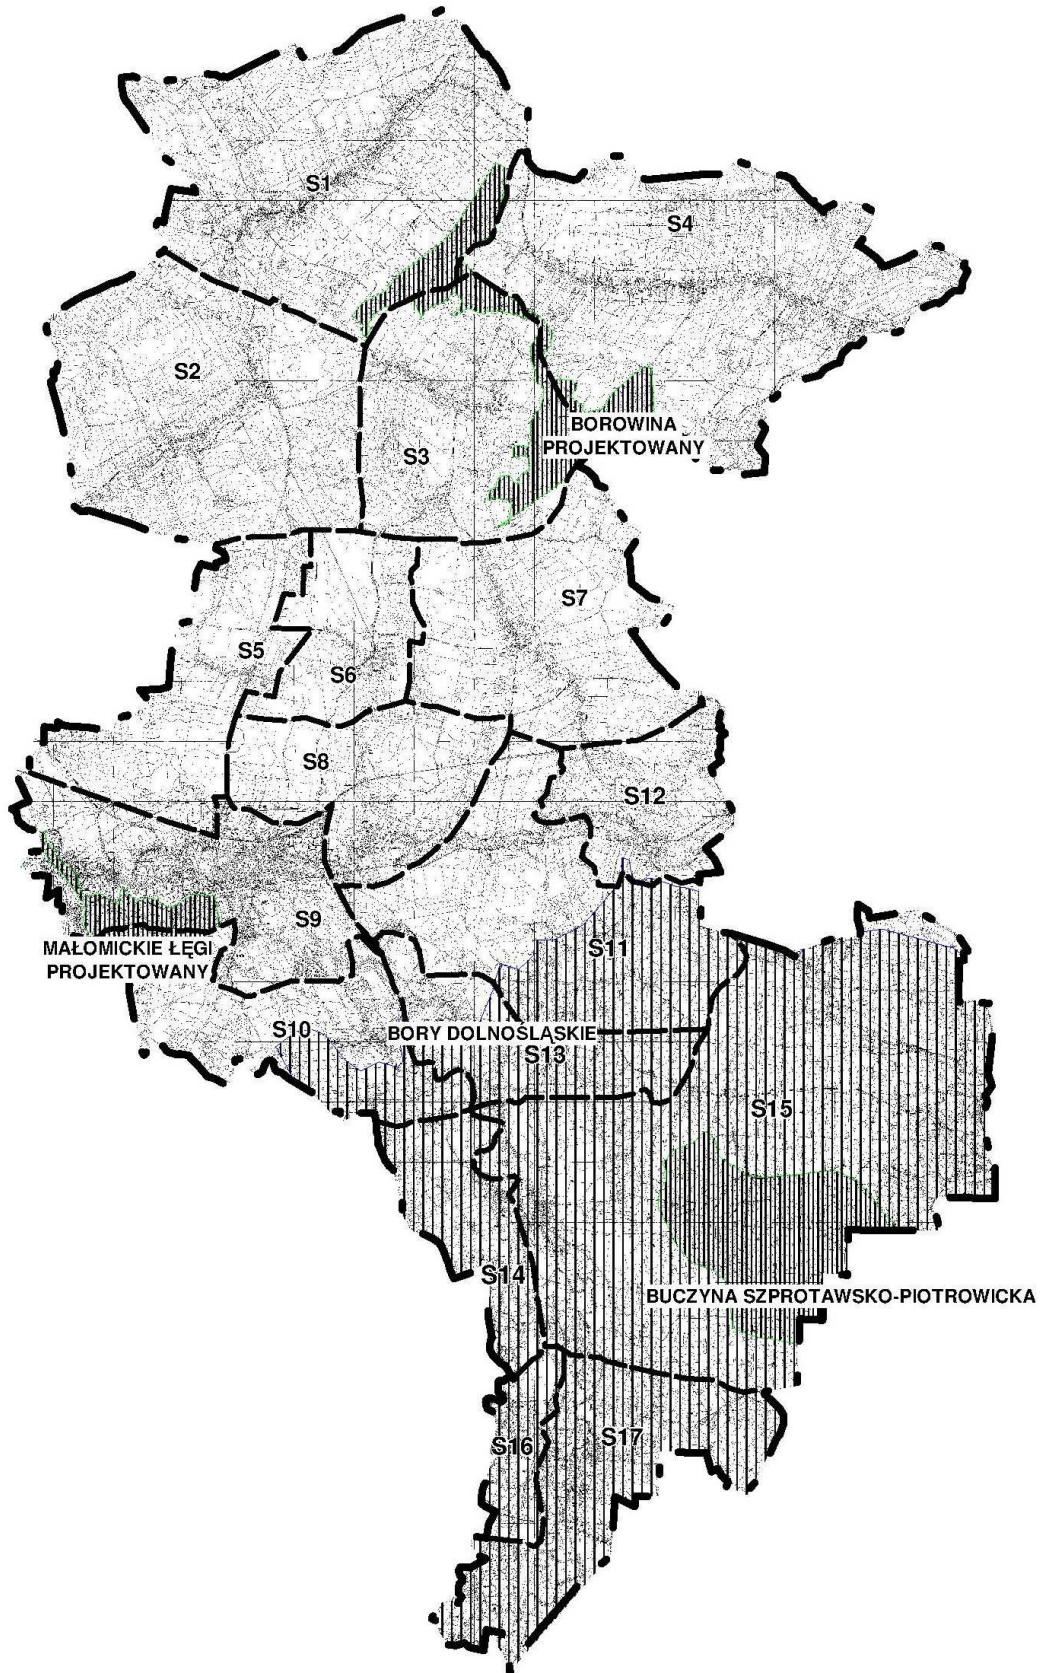 S1
S4
S2
BOROWINA
PROJEKTOWANY
S3
S7
S5
S6
S8
S12
S9
MAŁOMICKIE ŁĘGI
PROJEKTOWANY
S11
S10
BORY DOLNOŚLĄSKIE
S13
S15
S14
BUCZYNA SZPROTAWSKO-PIOTROWICKA
S16
S17